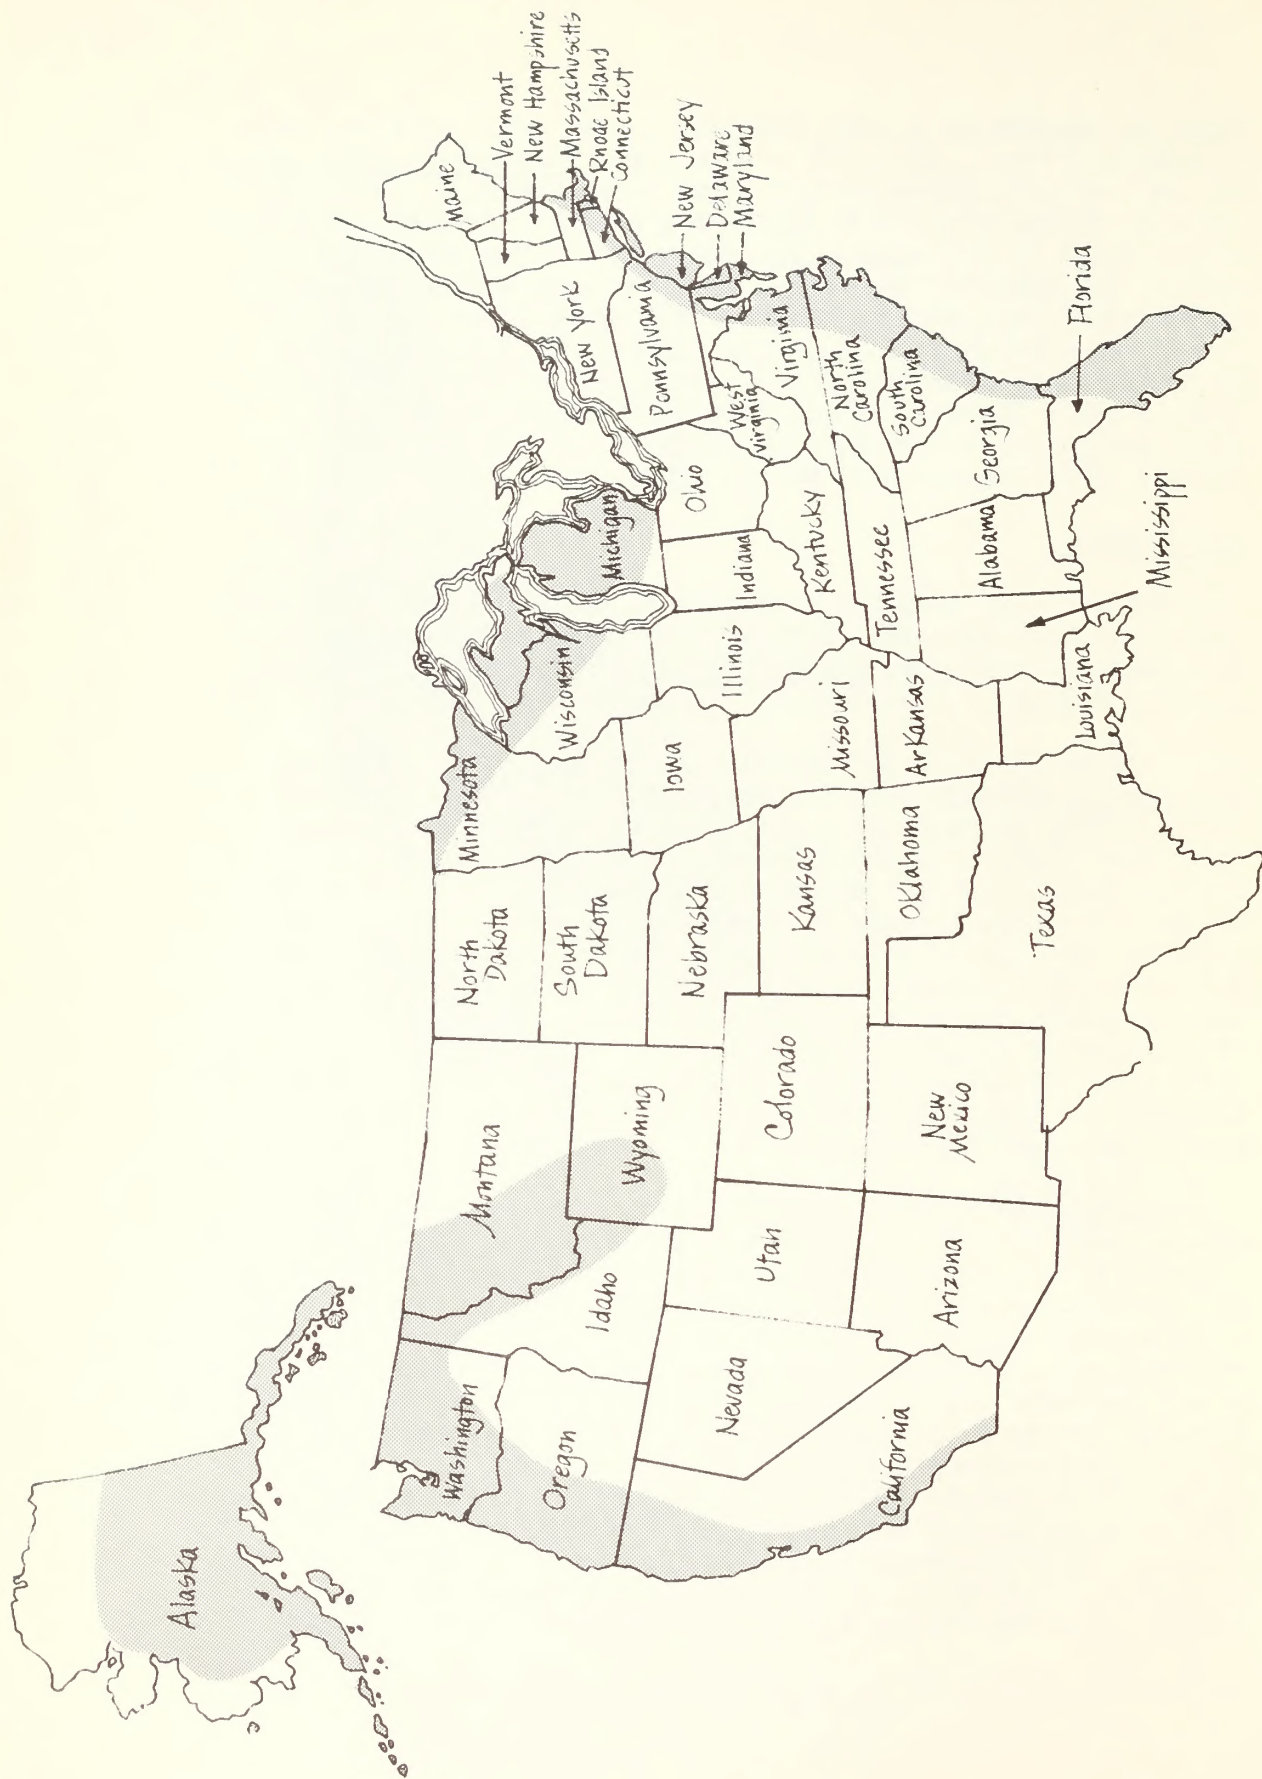 Alaska
Washington
Oregon
California
Nevada
Idaho
Utah
Arizona
Montana
Wyoming
Colorado
New
Mexico
North
Dakota
South
Dakota
Nebraska
Kansas
Oklahoma
Texas
Minnesota
Iowa
Missouri
Arkansas
Louisiana
Wisconsin
Illinois
Michigan
Indiana
Ohio
Kentucky
Tennessee
Mississippi
Alabama
Georgia
Florida
South
Carolina
North
Carolina
Virginia
West
Virginia
Pennsylvania
New York
Maine
Vermont
New Hampshire
Massachusetts
Rhode Island
Connecticut
New Jersey
Delaware
Maryland